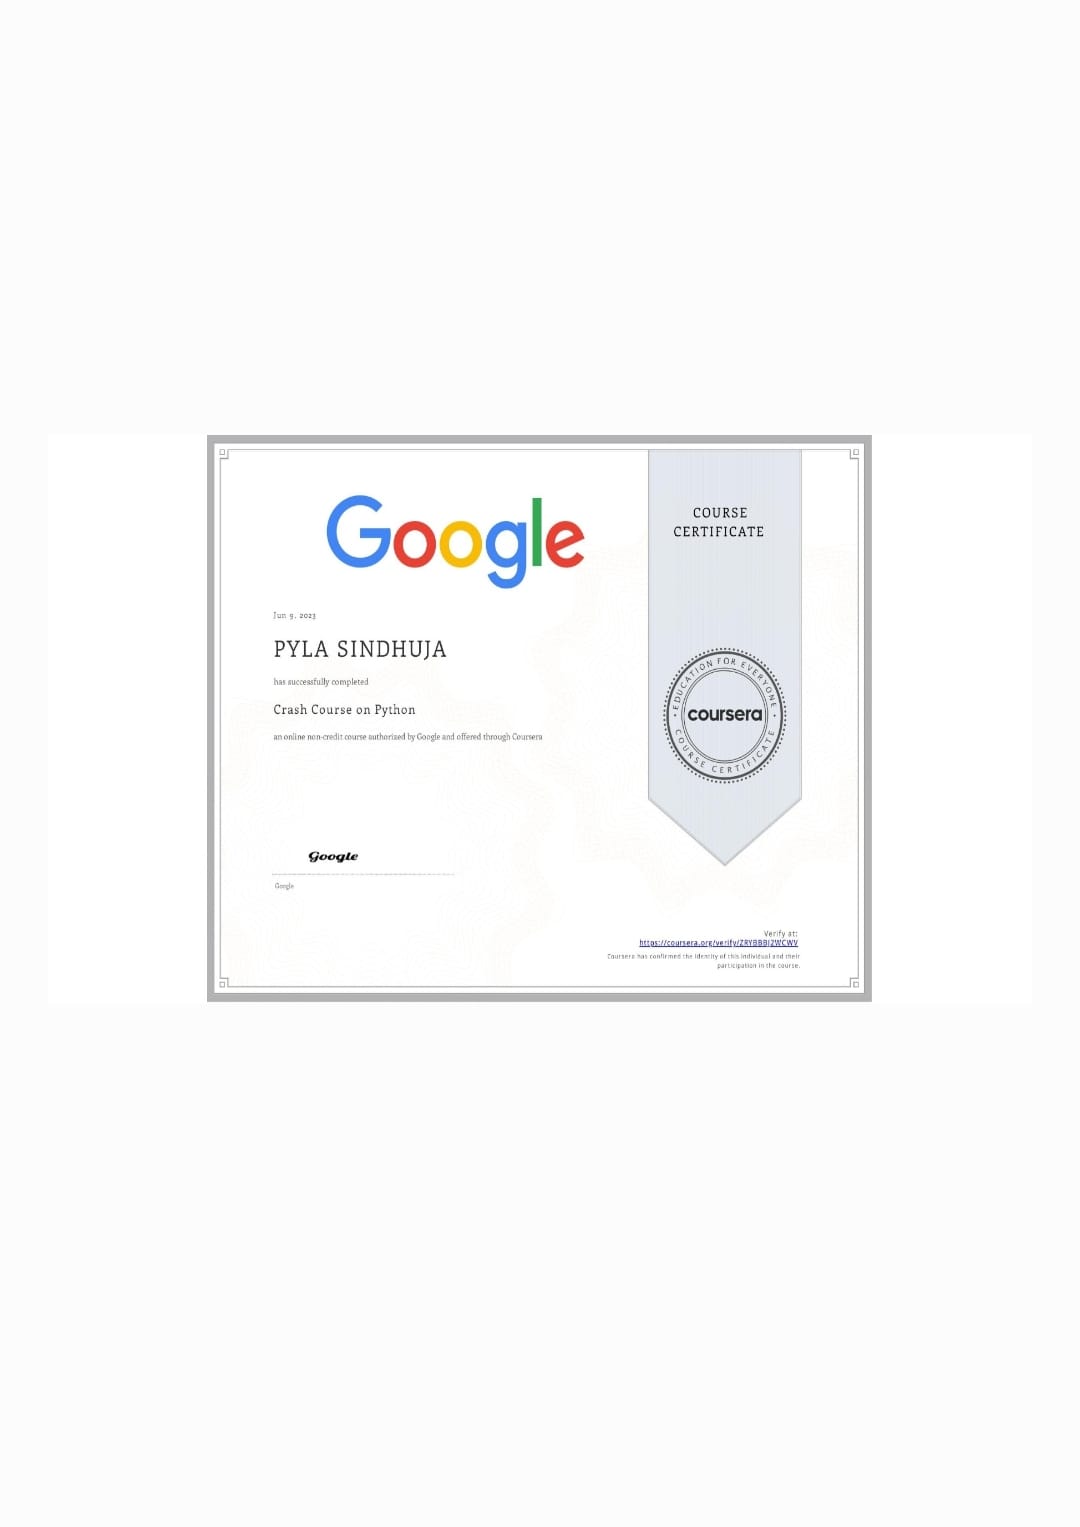 Google
COURSE
CERTIFICATE
Jun 9, 2023
PYLA SINDHUJA
has successfully completed
Crash Course on Python
an online non-credit course authorized by Google and offered through Coursera
EDUCATION FOR EVERYONE
coursera
COURSE CERTIFICATE
Google
Google
Verify at:
https://coursera.org/verify/ZRYBBBJ2WCWV
Coursera has confirmed the identity of this individual and their
participation in the course.